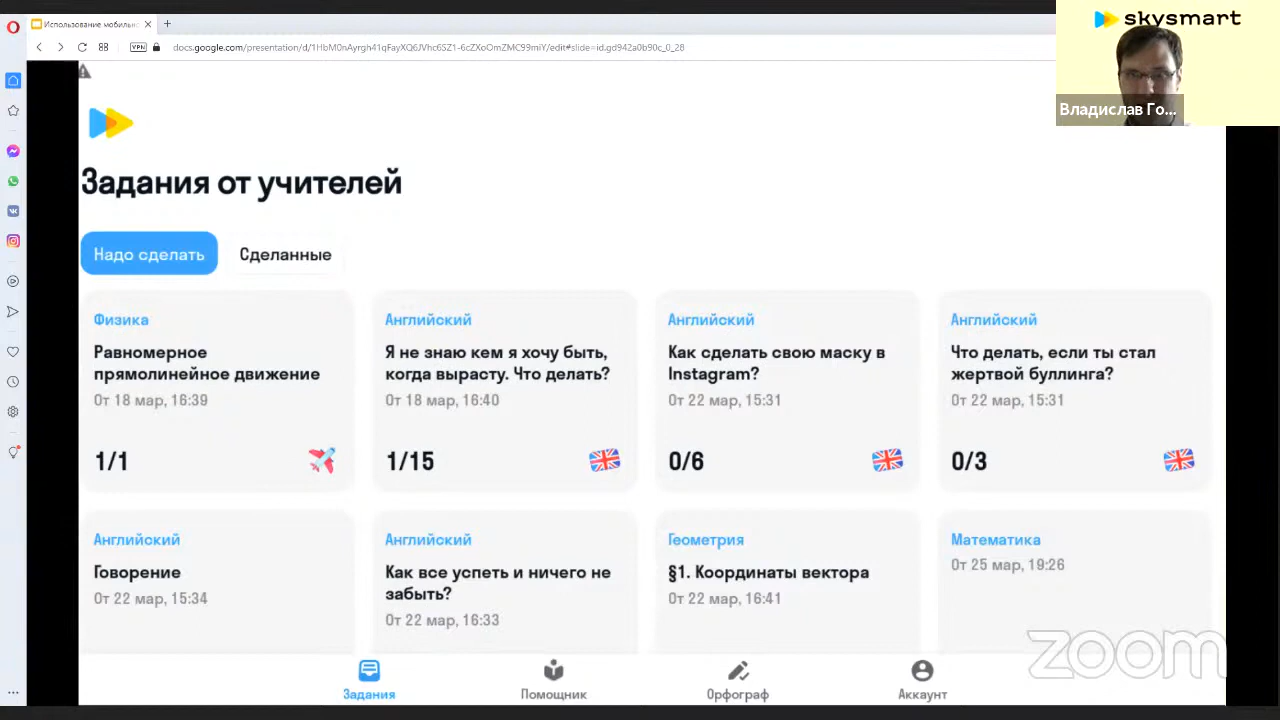 Использование мобильн
docs.google.com/presentation/d/1HbM0nAyrgh41qFayXQ6JVhc6SZ1-6cZXoOmZMC99miY/edit#slide=id.gd942a0b90c_0_28
VPN
skysmart
Владислав Го...
Задания от учителей
Надо сделать
Сделанные
Физика
Равномерное
прямолинейное движение
От 18 мар, 16:39
1/1
Английский
Я не знаю кем я хочу быть,
когда вырасту. Что делать?
От 18 мар, 16:40
1/15
Английский
Как сделать свою маску в
Instagram?
От 22 мар, 15:31
0/6
Английский
Что делать, если ты стал
жертвой буллинга?
От 22 мар, 15:31
0/3
Английский
Говорение
От 22 мар, 15:34
Английский
Как все успеть и ничего не
забыть?
От 22 мар, 16:33
Геометрия
§1. Координаты вектора
От 22 мар, 16:41
Математика
От 25 мар, 19:26
zoom
Задания
Помощник
Орфограф
Аккаунт